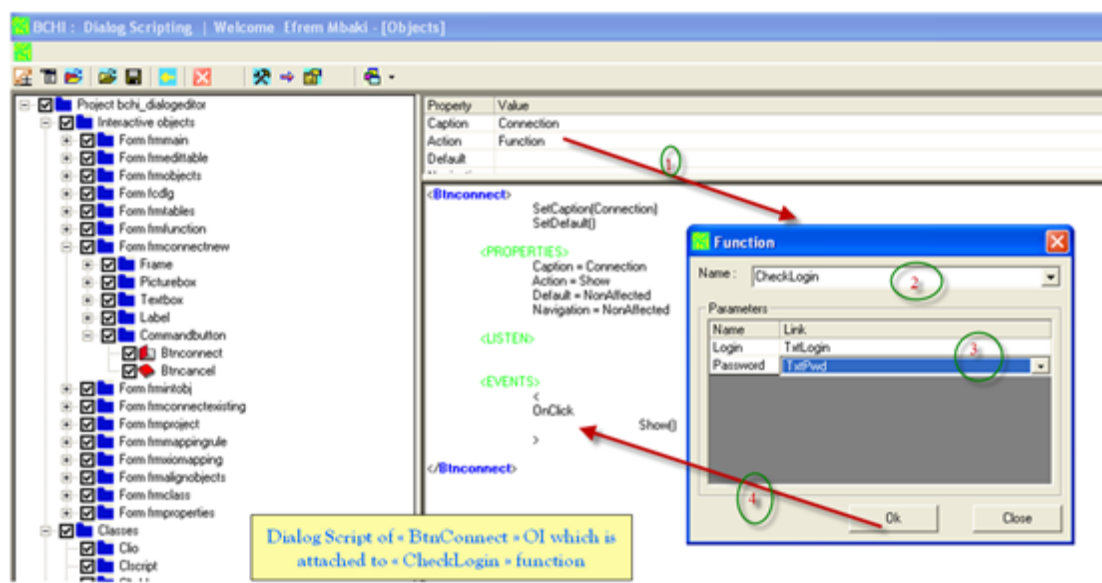 BCHI : Dialog Scripting | Welcome Efrem Mbaki - [Objects]
Project bchi_dialogeditor
Interactive objects
Form frmmain
Form frmedittable
Form frmobjects
Form fcdlg
Form frmtables
Form frmfunction
Form frmconnectnew
Frame
Picturebox
Textbox
Label
Commandbutton
Btnconnect
Btncancel
Form frmintobj
Form frmconnectexisting
Form frmproject
Form frmmappingrule
Form frmxiomapping
Form frmalignobjects
Form frmclass
Form frmproperties
Classes
Clio
Clscript
Property Value
Caption Connection
Action Function
Default
1
<Btnconnect>
SetCaption(Connection)
SetDefault()
<PROPERTIES>
Caption = Connection
Action = Show
Default = NonAffected
Navigation = NonAffected
<LISTEN>
<EVENTS>
<
OnClick
Show()
>
</Btnconnect>
Function
Name : CheckLogin
2
Parameters
Name Link
Login TxtLogin
3
Password TxtPwd
4
Ok Close
Dialog Script of « BtnConnect » OI which is
attached to « CheckLogin » function